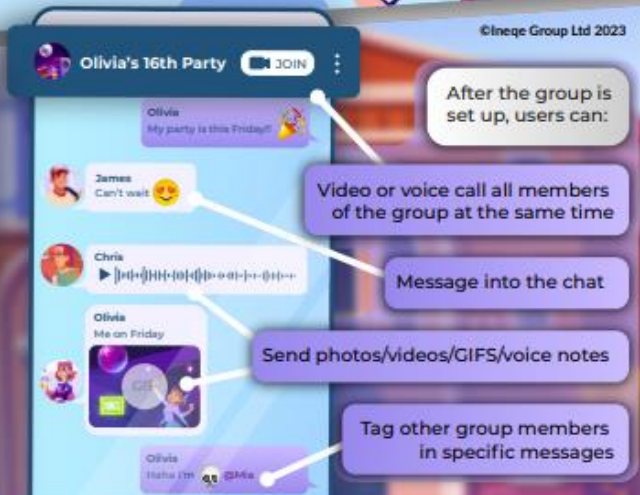 ©Ineqe Group Ltd 2023
Olivia's 16th Party
JOIN
After the group is
set up, users can:
Olivia
My party is this Friday!!
James
Can't wait
Video or voice call all members
of the group at the same time
Chris
Message into the chat
Olivia
Me on Friday
GIF
Send photos/videos/GIFS/voice notes
Tag other group members
in specific messages
Olivia
Haha I'm @Mia